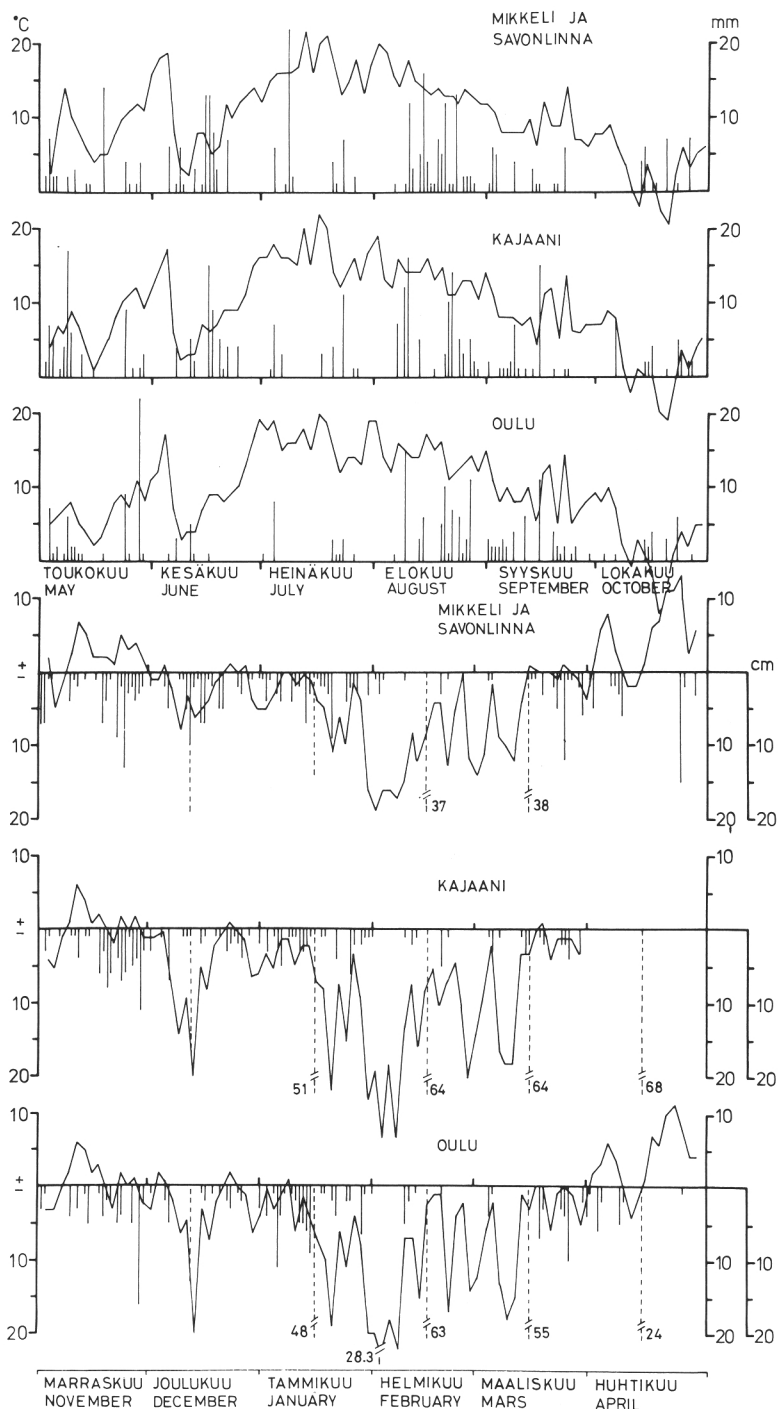 °C MIKKELI JA mm
SAVONLINNA
20 20
10 10
KAJAANI
20 20
10 10
OULU
20 20
10 10
TOUKOKUU KESÄKUU HEINÄKUU ELOKUU SYYSKUU LOKAKUU
MAY JUNE JULY AUGUST SEPTEMBER OCTOBER
10 MIKKELI JA 10
SAVONLINNA
+
− cm
10 10 10
20 37 38 20 20
10 KAJAANI 10
+
−
10 10 10
20 51 64 64 68 20 20
10 OULU 10
+
−
10 10 10
20 48 63 55 24 20 20
28.3
MARRASKUU JOULUKUU TAMMIKUU HELMIKUU MAALISKUU HUHTIKUU
NOVEMBER DECEMBER JANUARY FEBRUARY MARS APRIL